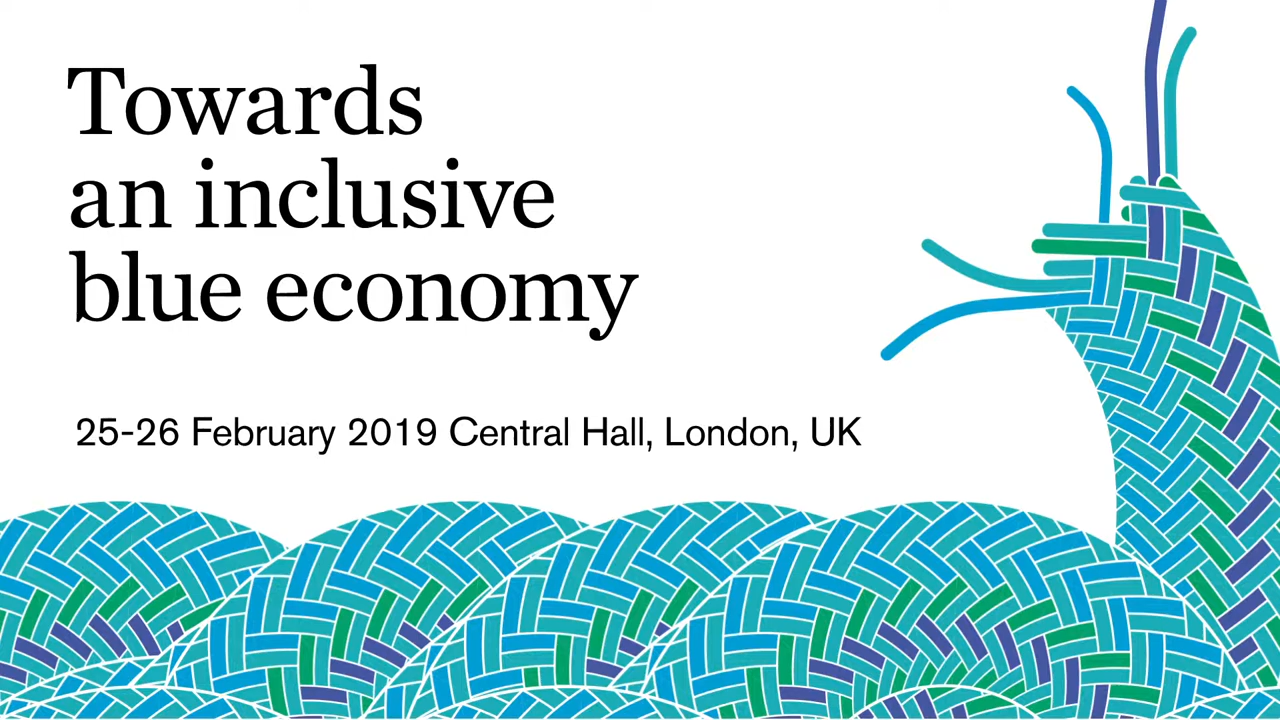 Towards
an inclusive
blue economy
25-26 February 2019 Central Hall, London, UK